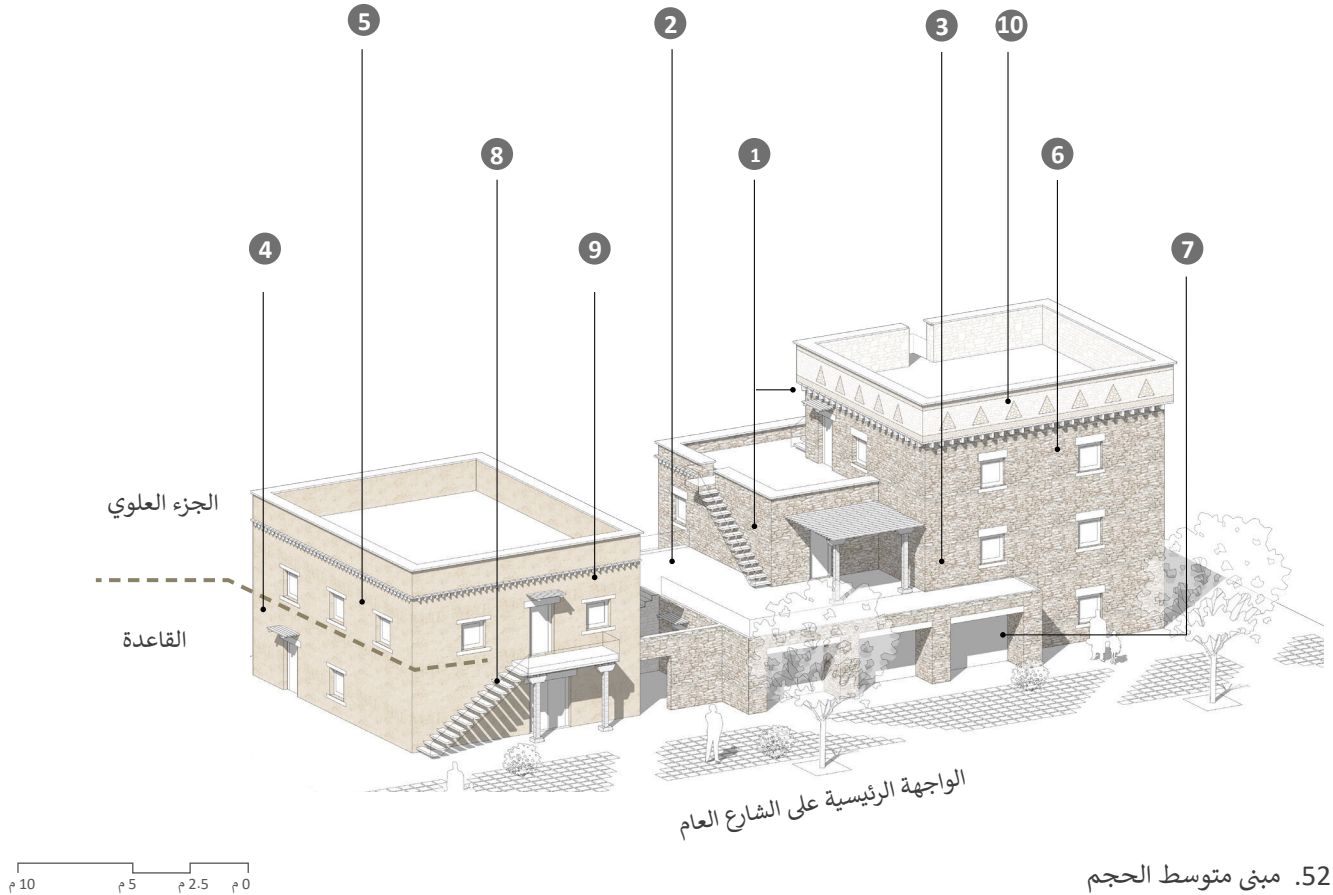 5
2
3
10
8
1
6
4
9
7
الجزء العلوي
القاعدة
الواجهة الرئيسية على الشارع العام
0 م
2.5 م
5 م
10 م
52. مبنى متوسط الحجم